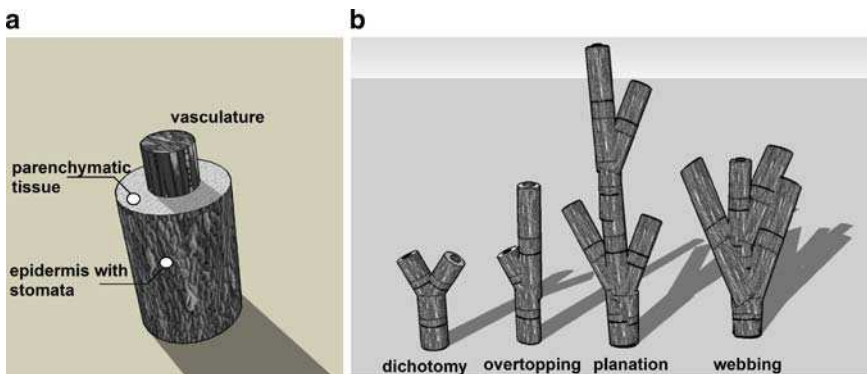 a
vasculature
parenchymatic
tissue
epidermis with
stomata
b
dichotomy overtopping planation webbing